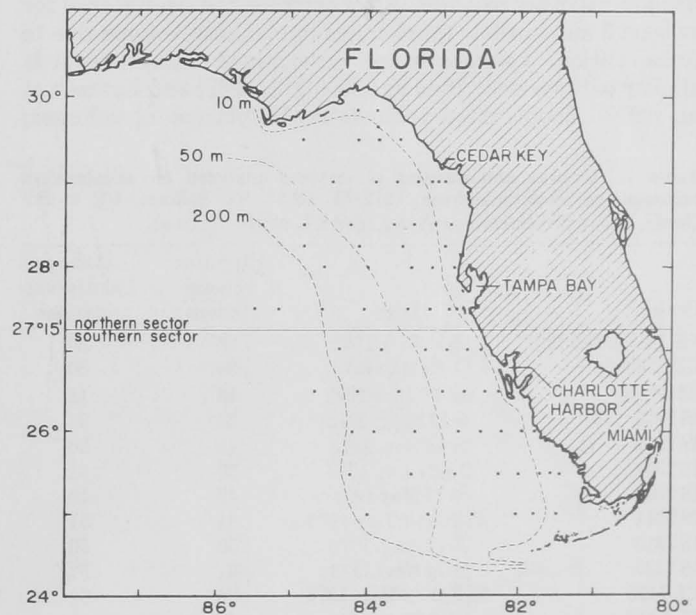 FLORIDA
30°
10 m
CEDAR KEY
50 m
200 m
28°
TAMPA BAY
northern sector
27°15'
southern sector
CHARLOTTE
HARBOR
MIAMI
26°
24°
86°
84°
82°
80°